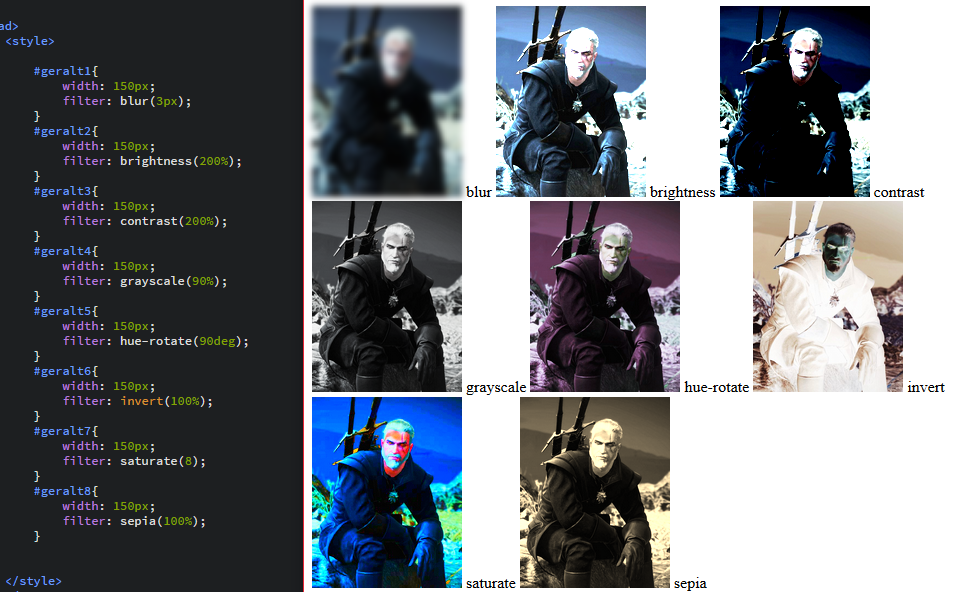 ad>
<style>
#geralt1{
width: 150px;
filter: blur(3px);
}
#geralt2{
width: 150px;
filter: brightness(200%);
}
#geralt3{
width: 150px;
filter: contrast(200%);
}
#geralt4{
width: 150px;
filter: grayscale(90%);
}
#geralt5{
width: 150px;
filter: hue-rotate(90deg);
}
#geralt6{
width: 150px;
filter: invert(100%);
}
#geralt7{
width: 150px;
filter: saturate(8);
}
#geralt8{
width: 150px;
filter: sepia(100%);
}
</style>
blur brightness contrast
grayscale hue-rotate invert
saturate sepia